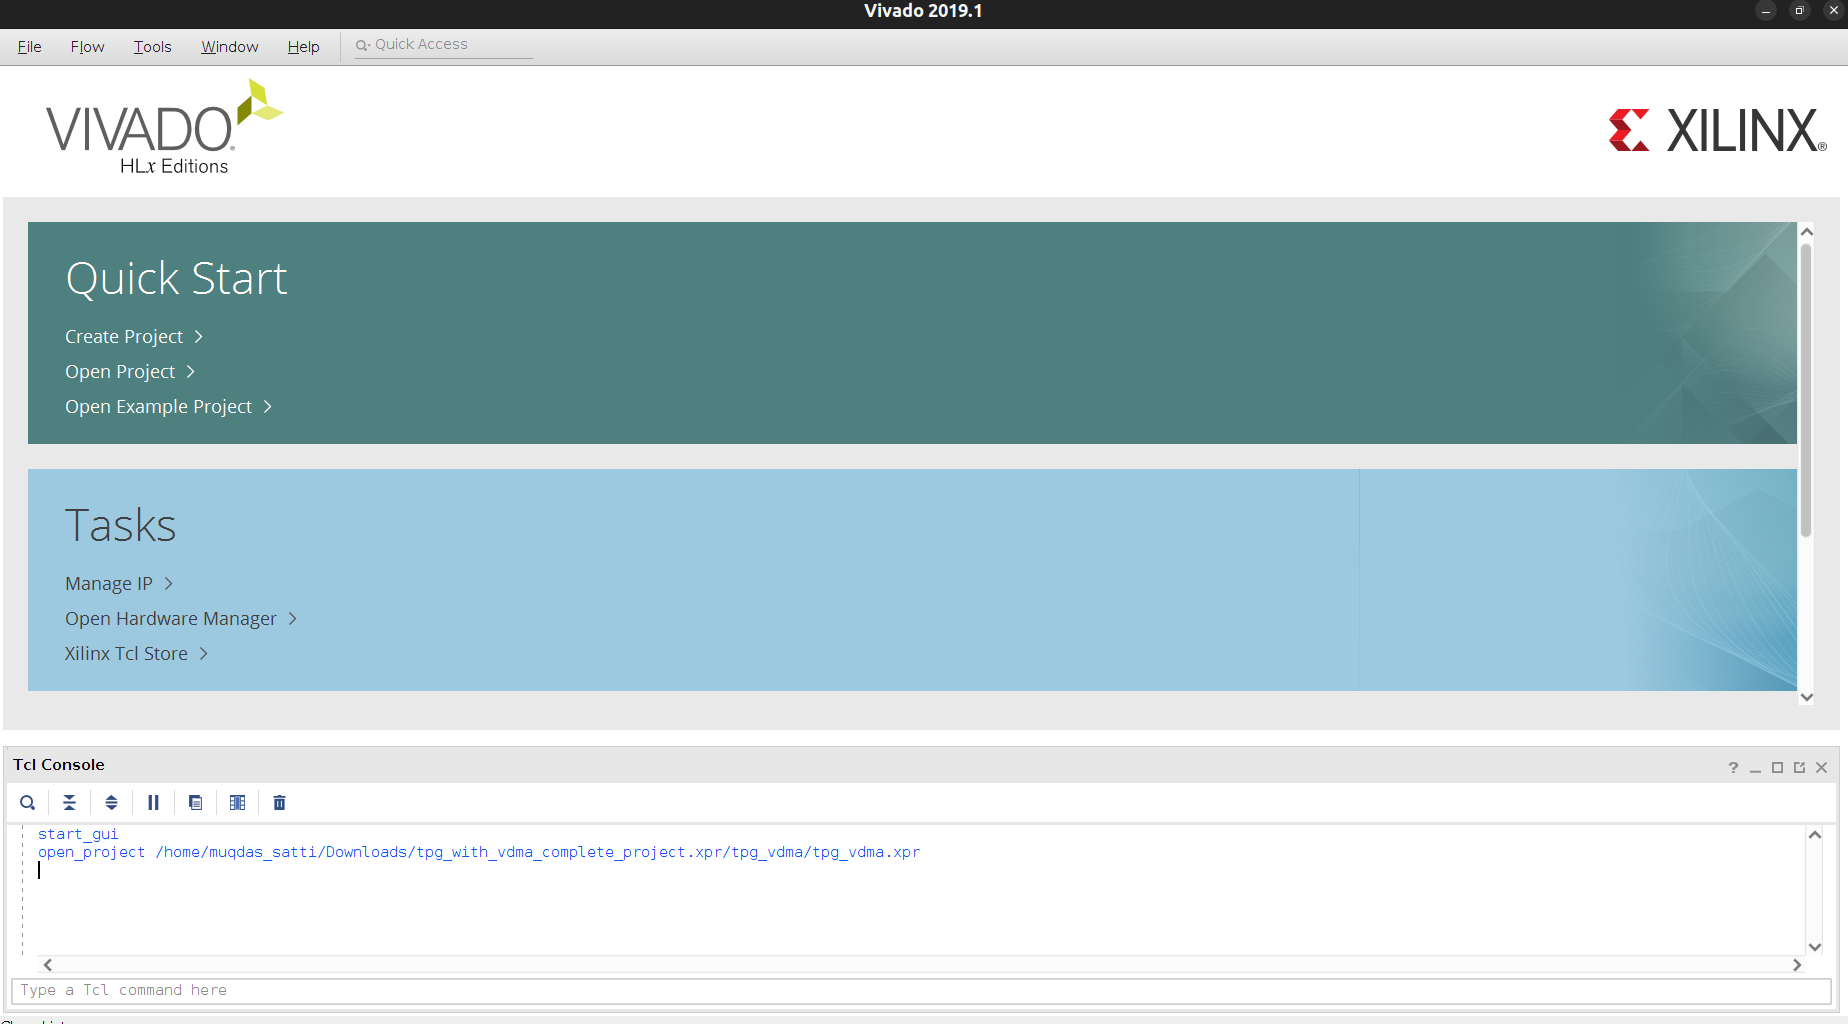 Vivado 2019.1
File Flow Tools Window Help Quick Access
VIVADO®
HLx Editions
XILINX®
Quick Start
Create Project
Open Project
Open Example Project
Tasks
Manage IP
Open Hardware Manager
Xilinx Tcl Store
Tcl Console
start_gui
open_project /home/muqdas_satti/Downloads/tpg_with_vdma_complete_project.xpr/tpg_vdma/tpg_vdma.xpr
Type a Tcl command here